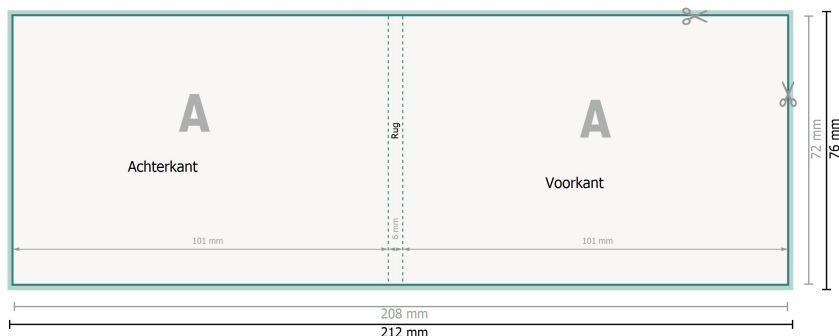 A
Achterkant
Rug
A
Voorkant
101 mm
6 mm
101 mm
72 mm
76 mm
208 mm
212 mm